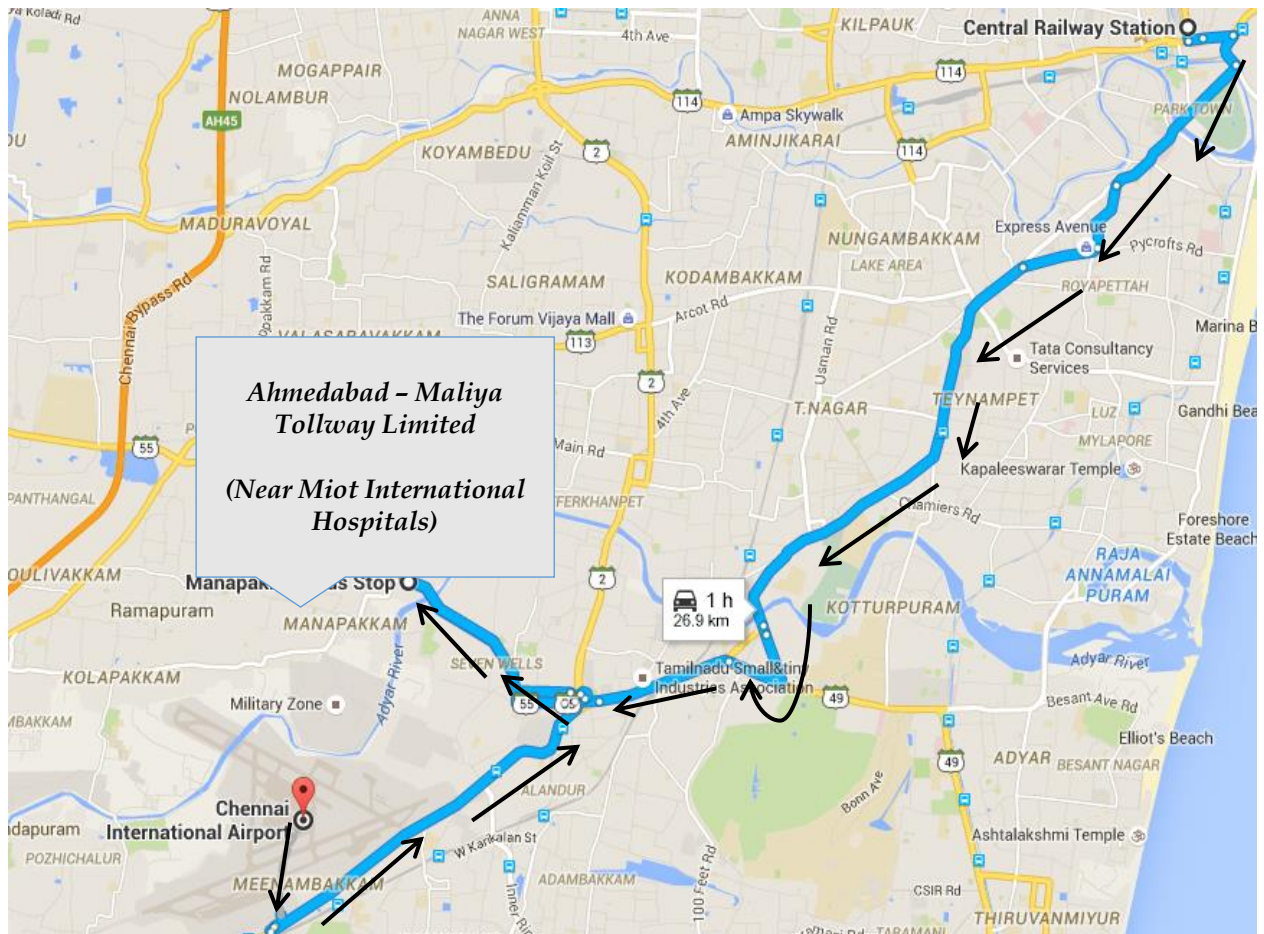 a Koladi Rd
ANNA
NAGAR WEST
4th Ave
KILPAUK
Central Railway Station
MOGAPPAIR
114
NOLAMBUR
114
PARK TOWN
AH45
Ampa Skywalk
KOYAMBEDU
2
AMINJIKARAI
114
Kaliamman Koil St
MADURAVOYAL
Express Avenue
NUNGAMBAKKAM
Pycrofts Rd
LAKE AREA
SALIGRAMAM
KODAMBAKKAM
ROYAPETTAH
Chennai Bypass Rd
Arcot Rd
The Forum Vijaya Mall
Usman Rd
Marina B
VALASARAVAKKAM
113
Tata Consultancy
Services
2
4th Ave
T.NAGAR
TEYNAMPET
LUZ
Gandhi Bea
Ahmedabad – Maliya
Tollway Limited
(Near Miot International
Hospitals)
55
Main Rd
MYLAPORE
Kapaleeswarar Temple
PANTHANGAL
FFERKHANPET
Chamiers Rd
Foreshore
Estate Beach
RAJA
ANNAMALAI
PURAM
OULIVAKKAM
2
1 h
26.9 km
Ramapuram
MANAPAKKAM
KOTTURPURAM
SEVEN WELLS
Adyar River
KOLAPAKKAM
Tamilnadu Small&tiny
Industries Association
Adyar River
Military Zone
55
49
Besant Ave Rd
MBAKKAM
Elliot's Beach
49
ADYAR
BESANT NAGAR
ALANDUR
Bonn Ave
Chennai
International Airport
ndapuram
Ashtalakshmi Temple
POZHICHALUR
MEENAMBAKKAM
ADAMBAKKAM
100 Feet Rd
CSIR Rd
THIRUVANMIYUR
TARAMANI